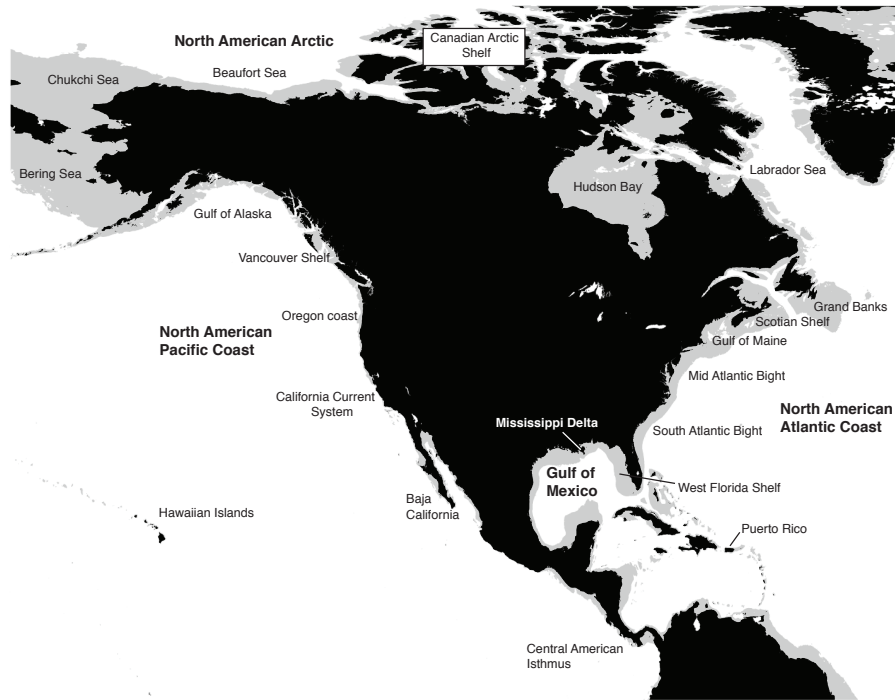 North American Arctic
Canadian Arctic
Shelf
Chukchi Sea
Beaufort Sea
Bering Sea
Hudson Bay
Labrador Sea
Gulf of Alaska
Vancouver Shelf
Grand Banks
Oregon coast
Scotian Shelf
North American
Pacific Coast
Gulf of Maine
Mid Atlantic Bight
California Current
System
North American
Atlantic Coast
Mississippi Delta
South Atlantic Bight
Gulf of
Mexico
West Florida Shelf
Baja
California
Hawaiian Islands
Puerto Rico
Central American
Isthmus